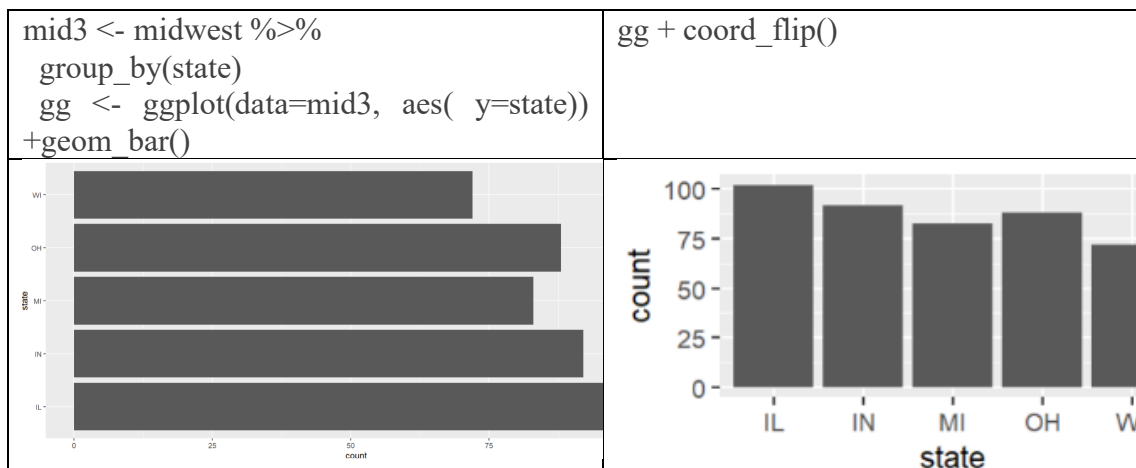 mid3 <- midwest %>%
group_by(state)
gg <- ggplot(data=mid3, aes( y=state))
+geom_bar()
gg + coord_flip()
WI
OH
MI
IN
IL
state
0 25 50 75
count
100
75
50
25
0
count
IL IN MI OH W
state